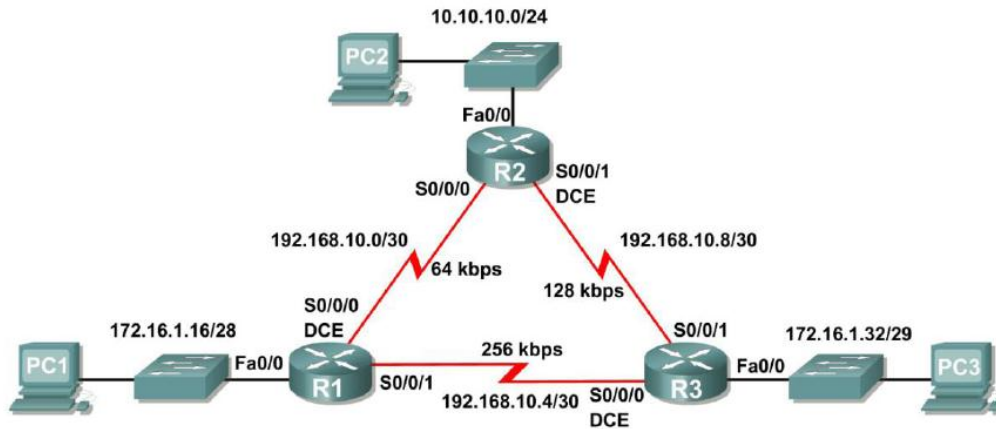 10.10.10.0/24
PC2
Fa0/0
R2
S0/0/0
S0/0/1
DCE
192.168.10.0/30
192.168.10.8/30
64 kbps
128 kbps
S0/0/0
DCE
S0/0/1
172.16.1.16/28
256 kbps
172.16.1.32/29
PC1
Fa0/0
R1
R3
Fa0/0
PC3
S0/0/1
S0/0/0
192.168.10.4/30
DCE